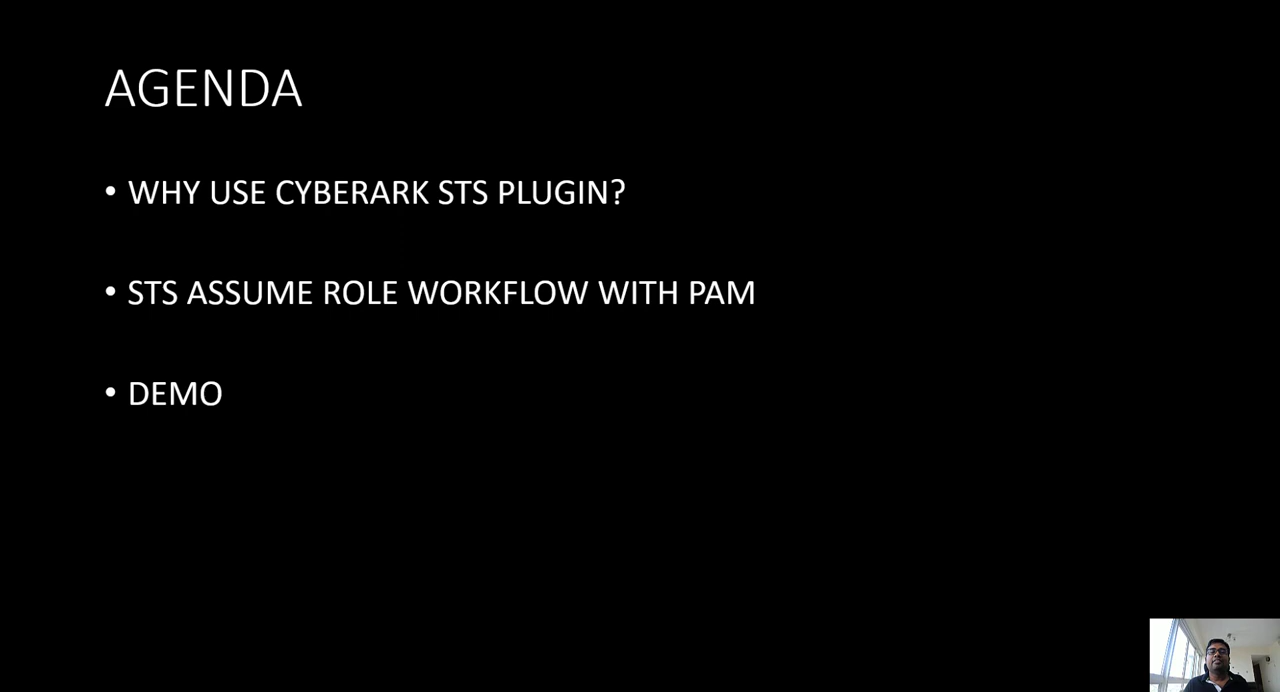 AGENDA
• WHY USE CYBERARK STS PLUGIN?
• STS ASSUME ROLE WORKFLOW WITH PAM
• DEMO